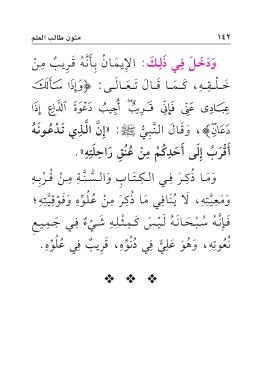 ١٤٢ متون طالب العلم
وَدَخَلَ فِي ذَلِكَ: الإِيمَانُ بِأَنَّهُ قَرِيبٌ مِنْ
خَلْقِهِ، كَمَا قَالَ تَعَالَى: ﴿وَإِذَا سَأَلَكَ
عِبَادِى عَنِّى فَإِنِّى قَرِيبٌ أُجِيبُ دَعْوَةَ ٱلدَّاعِ إِذَا
دَعَانِ﴾، وَقَالَ النَّبِيُّ ﷺ: «إِنَّ الَّذِي تَدْعُونَهُ
أَقْرَبُ إِلَى أَحَدِكُمْ مِنْ عُنُقِ رَاحِلَتِهِ».
وَمَا ذُكِرَ فِي الكِتَابِ وَالسُّنَّةِ مِنْ قُرْبِهِ
وَمَعِيَّتِهِ، لَا يُنَافِي مَا ذُكِرَ مِنْ عُلُوِّهِ وَفَوْقِيَّتِهِ؛
فَإِنَّهُ سُبْحَانَهُ لَيْسَ كَمِثْلِهِ شَيْءٌ فِي جَمِيعِ
نُعُوتِهِ، وَهُوَ عَلِيٌّ فِي دُنُوِّهِ، قَرِيبٌ فِي عُلُوِّهِ.